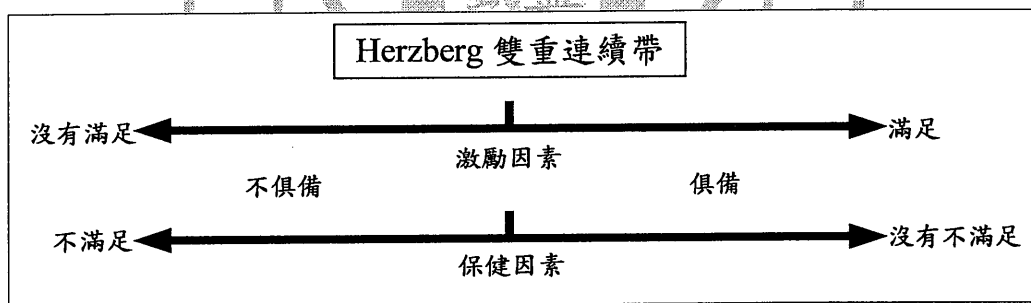 Herzberg 雙重連續帶
沒有滿足 滿足
激勵因素
不俱備 俱備
不滿足 沒有不滿足
保健因素